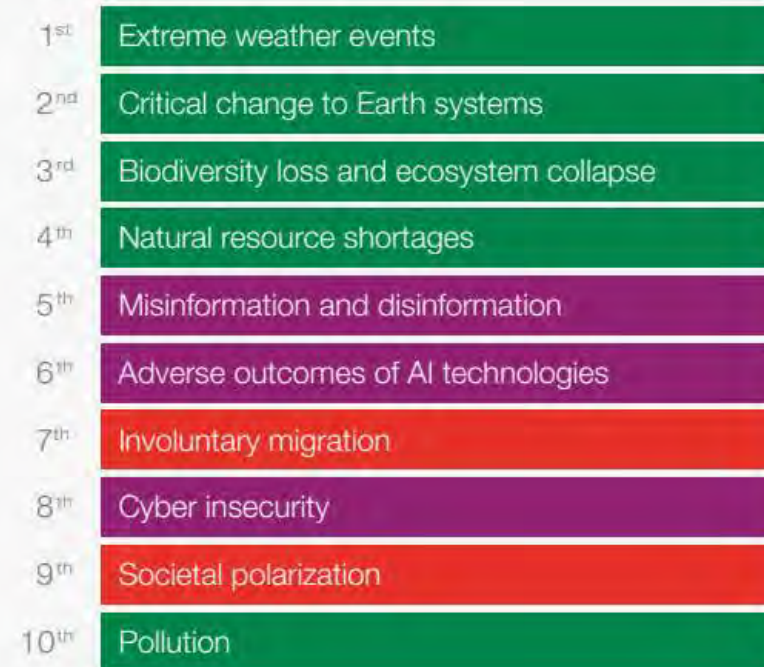 1st Extreme weather events
2nd Critical change to Earth systems
3rd Biodiversity loss and ecosystem collapse
4th Natural resource shortages
5th Misinformation and disinformation
6th Adverse outcomes of AI technologies
7th Involuntary migration
8th Cyber insecurity
9th Societal polarization
10th Pollution